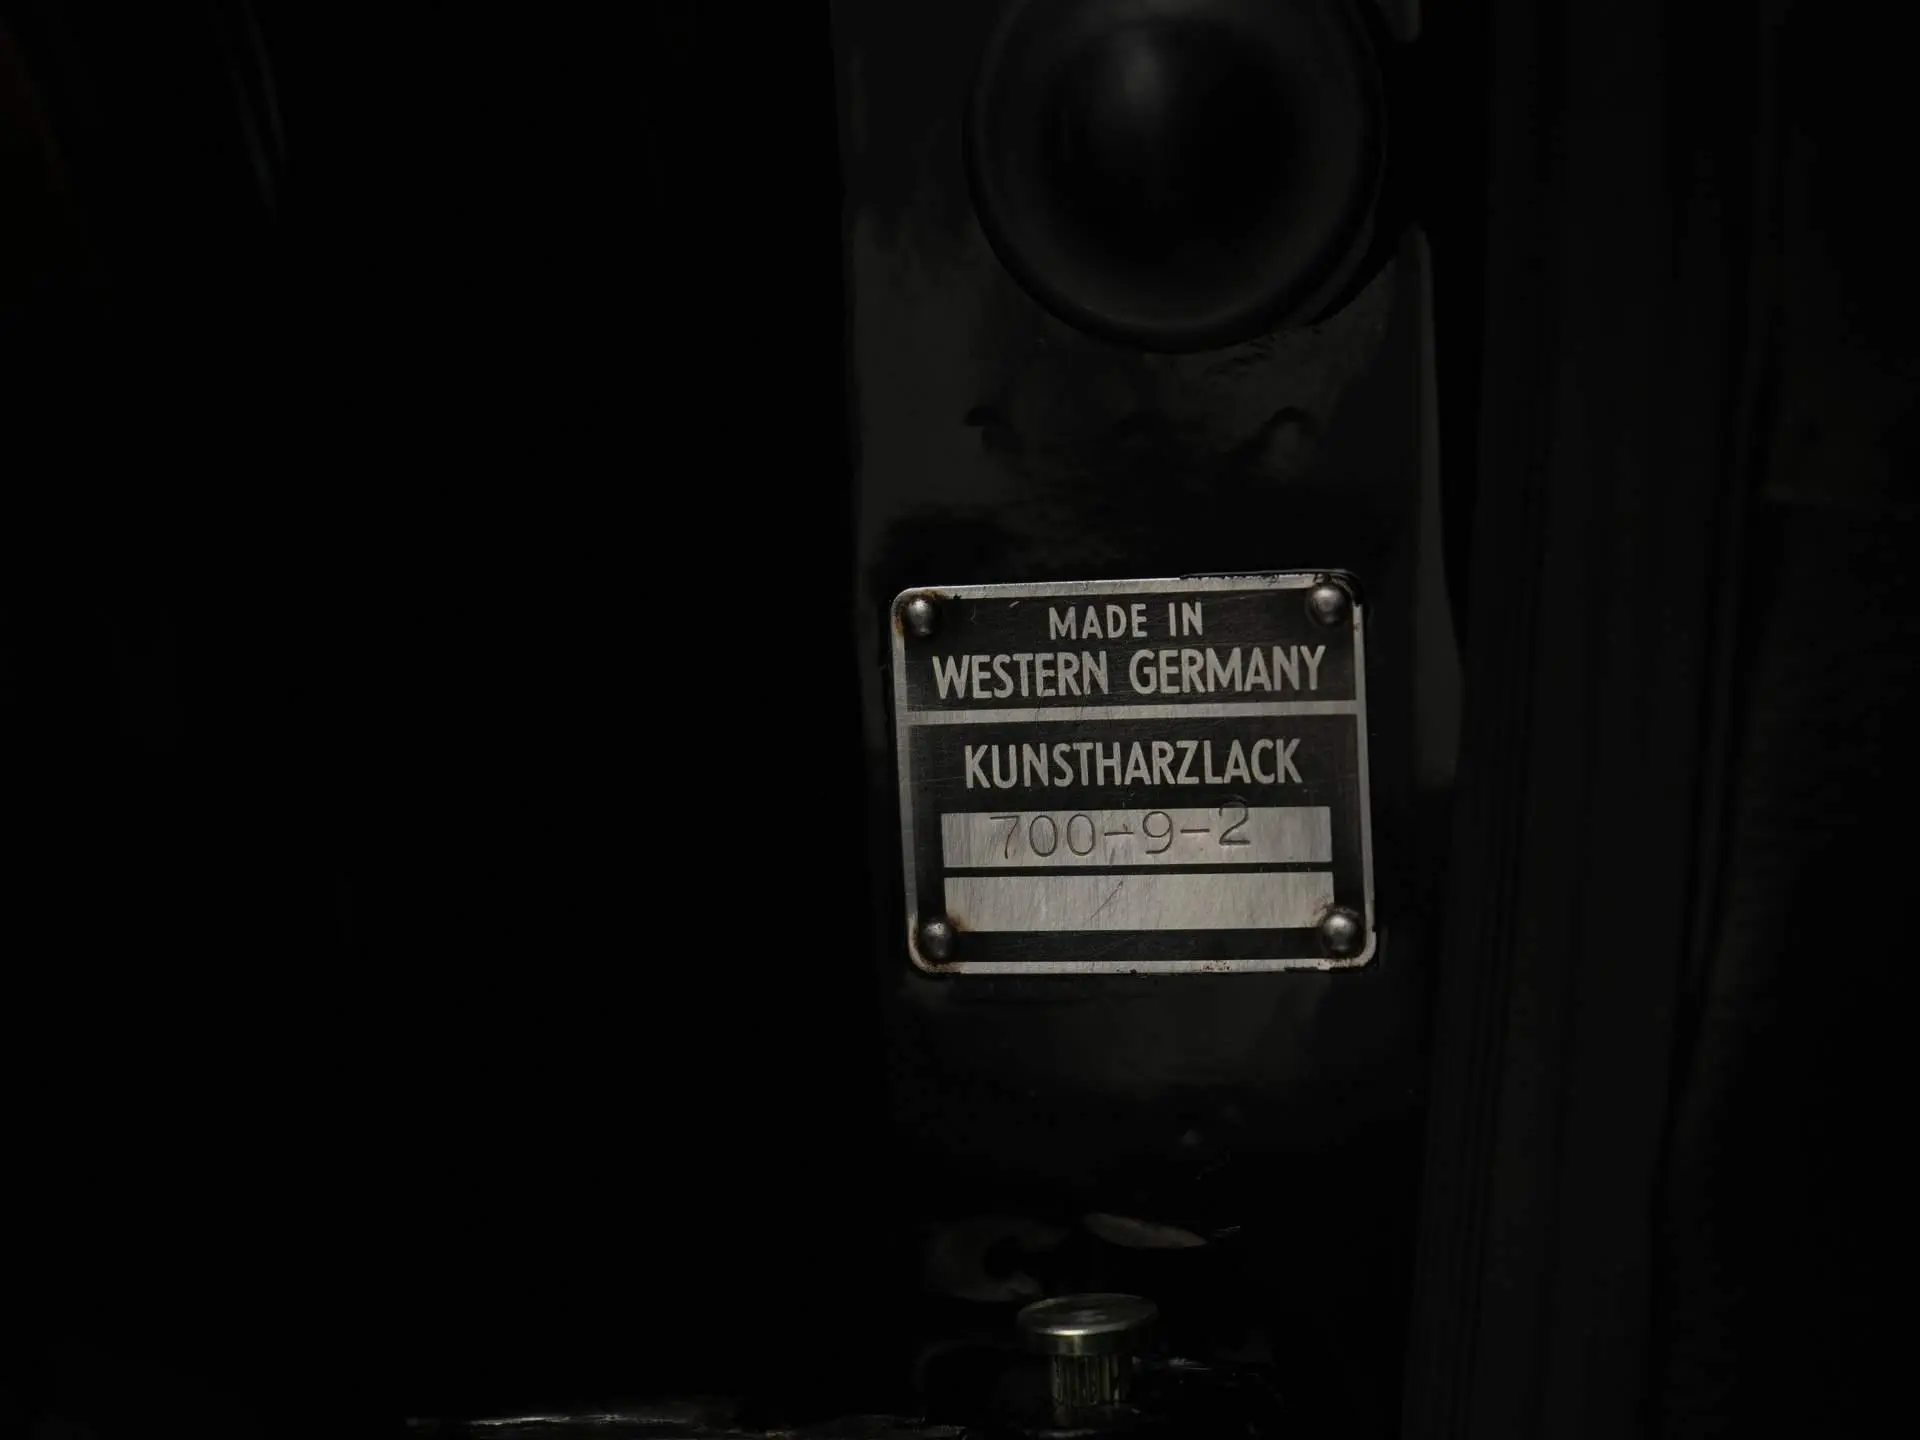 MADE IN
WESTERN GERMANY
KUNSTHARZLACK
700-9-2